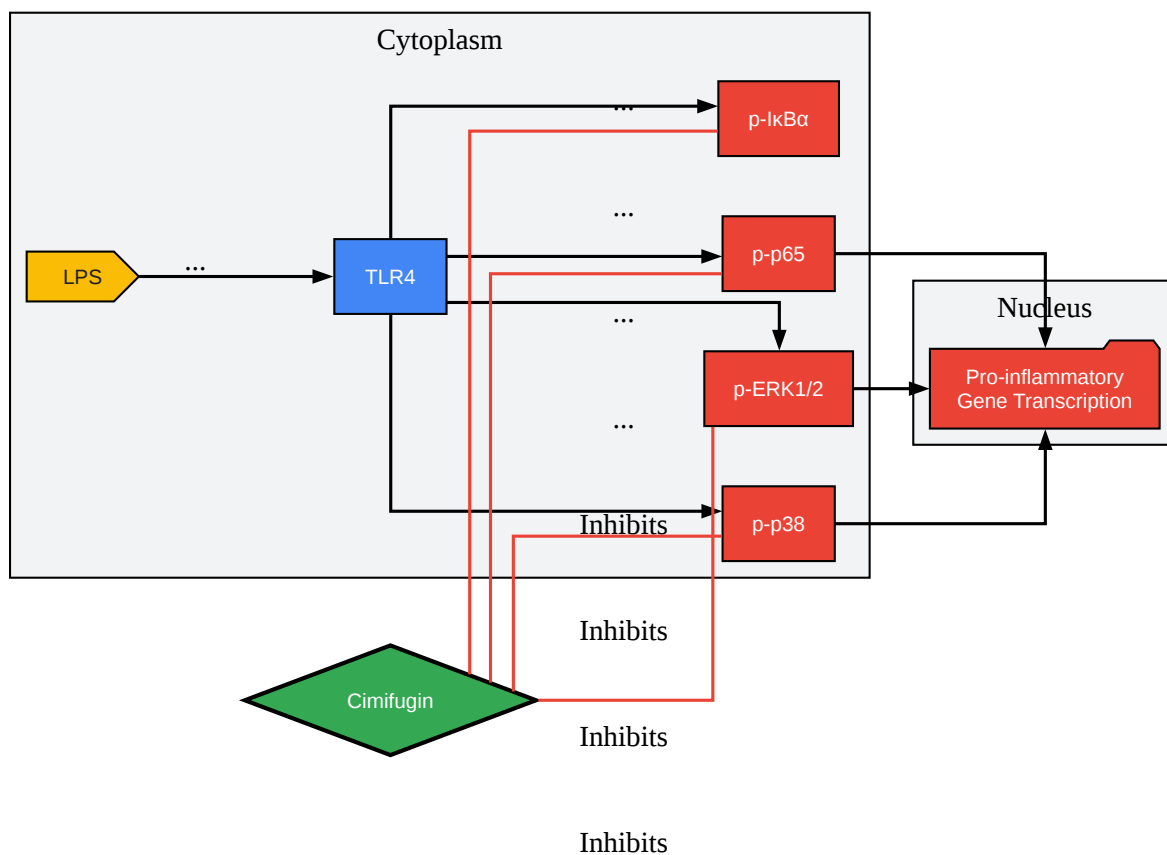 Cytoplasm
...
p-IκBα
...
p-p65
...
LPS
TLR4
Nucleus
...
Pro-inflammatory
Gene Transcription
p-ERK1/2
...
Inhibits
p-p38
Inhibits
Cimifugin
Inhibits
Inhibits